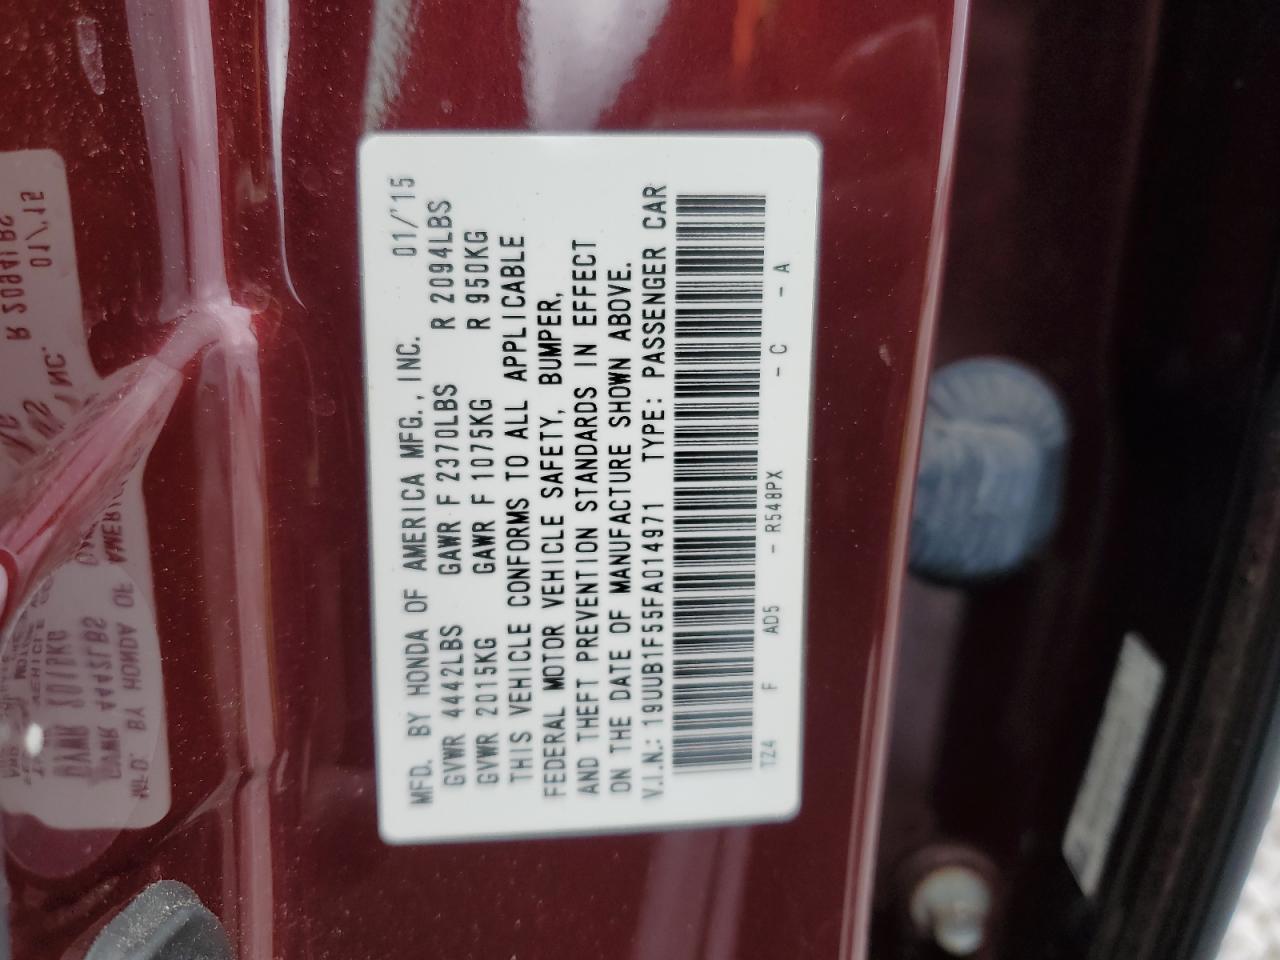 MFD. BY HONDA OF AMERICA MFG., INC. 01/'15
GVWR 4442LBS GAWR F 2370LBS R 2094LBS
GVWR 2015KG GAWR F 1075KG R 950KG
THIS VEHICLE CONFORMS TO ALL APPLICABLE
FEDERAL MOTOR VEHICLE SAFETY, BUMPER,
AND THEFT PREVENTION STANDARDS IN EFFECT
ON THE DATE OF MANUFACTURE SHOWN ABOVE.
V.I.N.: 19UUB1F55FA014971 TYPE: PASSENGER CAR
TZ4 F AD5 - R548PX - C - A